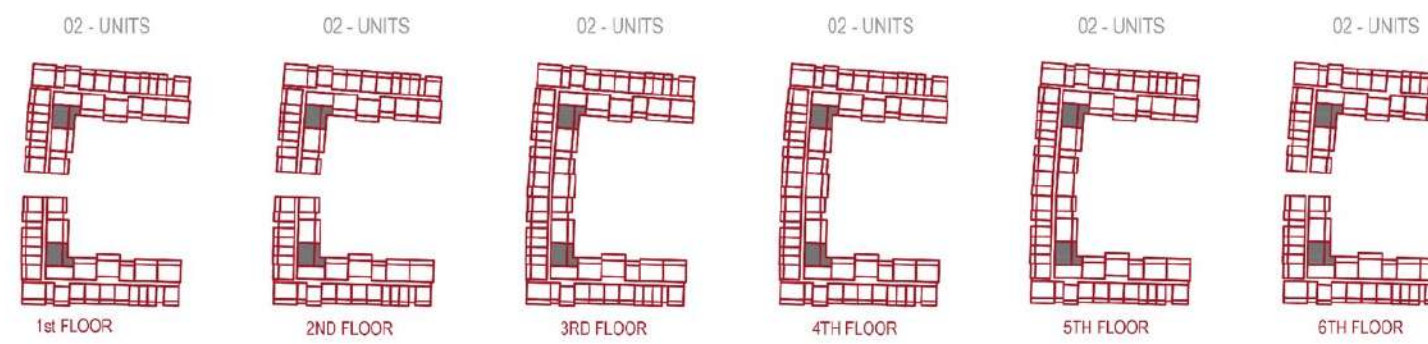 02 - UNITS 02 - UNITS 02 - UNITS 02 - UNITS 02 - UNITS 02 - UNITS
1st FLOOR 2ND FLOOR 3RD FLOOR 4TH FLOOR 5TH FLOOR 6TH FLOOR